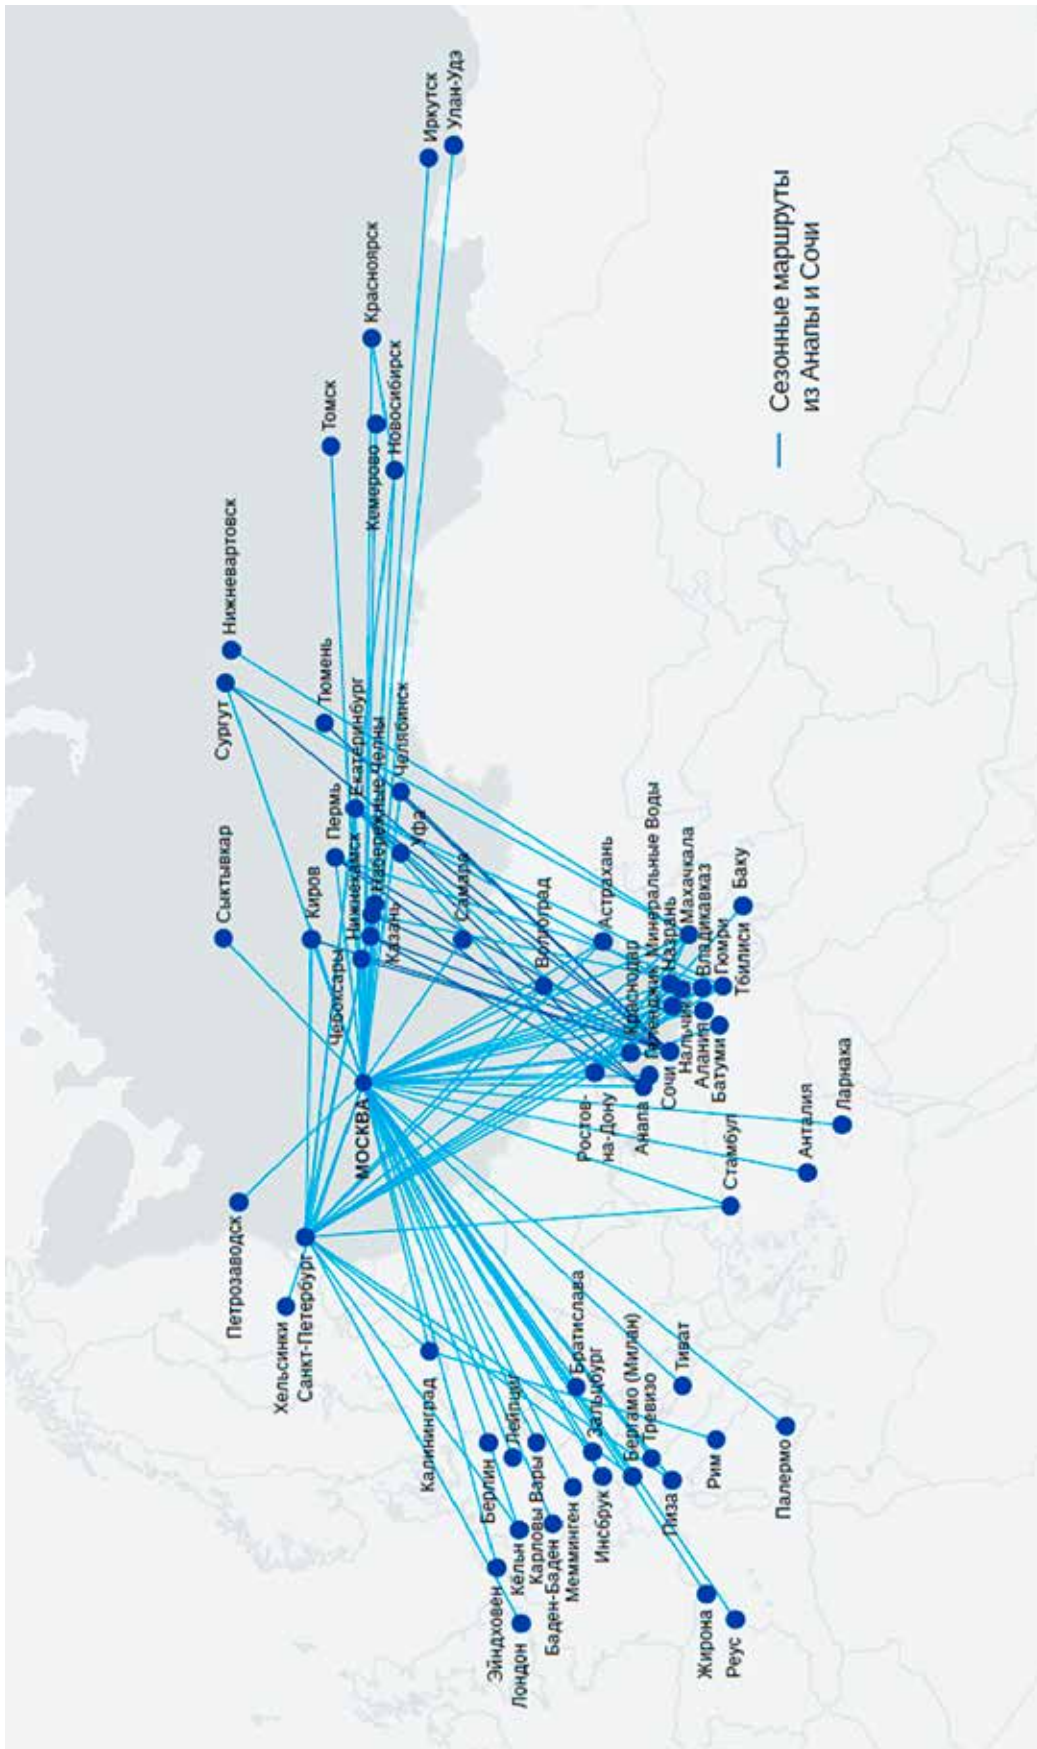 Хельсинки
Санкт-Петербург
Петрозаводск
Сыктывкар
Сургут
Нижневартовск
Киров
Пермь
Тюмень
Томск
МОСКВА
Чебоксары
Нижнекамск
Екатеринбург
Набережные Челны
Казань
Уфа
Челябинск
Самара
Кемерово
Новосибирск
Красноярск
Иркутск
Улан-Удэ
Калининград
Эйндховен
Лондон
Берлин
Лейпциг
Кёльн
Карловы Вары
Баден-Баден
Мемминген
Инсбрук
Зальцбург
Братислава
Бергамо (Милан)
Тревизо
Пиза
Рим
Тиват
Жирона
Реус
Палермо
Волгоград
Астрахань
Ростов-
на-Дону
Краснодар
Геленджик
Минеральные Воды
Анапа
Сочи
Назрань
Нальчик
Махачкала
Владикавказ
Алания
Гюмри
Батуми
Тбилиси
Баку
Стамбул
Анталия
Ларнака
Сезонные маршруты
из Анапы и Сочи